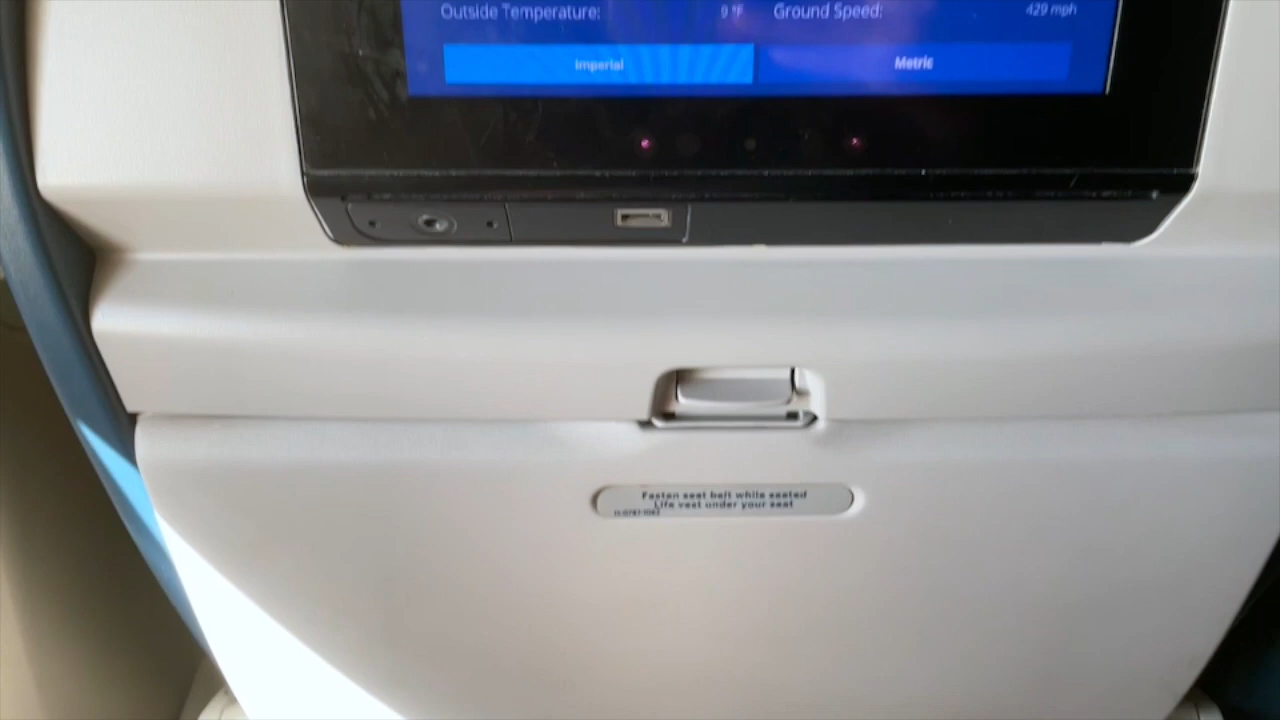 Outside Temperature: 9 °F Ground Speed: 429 mph
Imperial Metric
Fasten seat belt while seated
Life vest under your seat